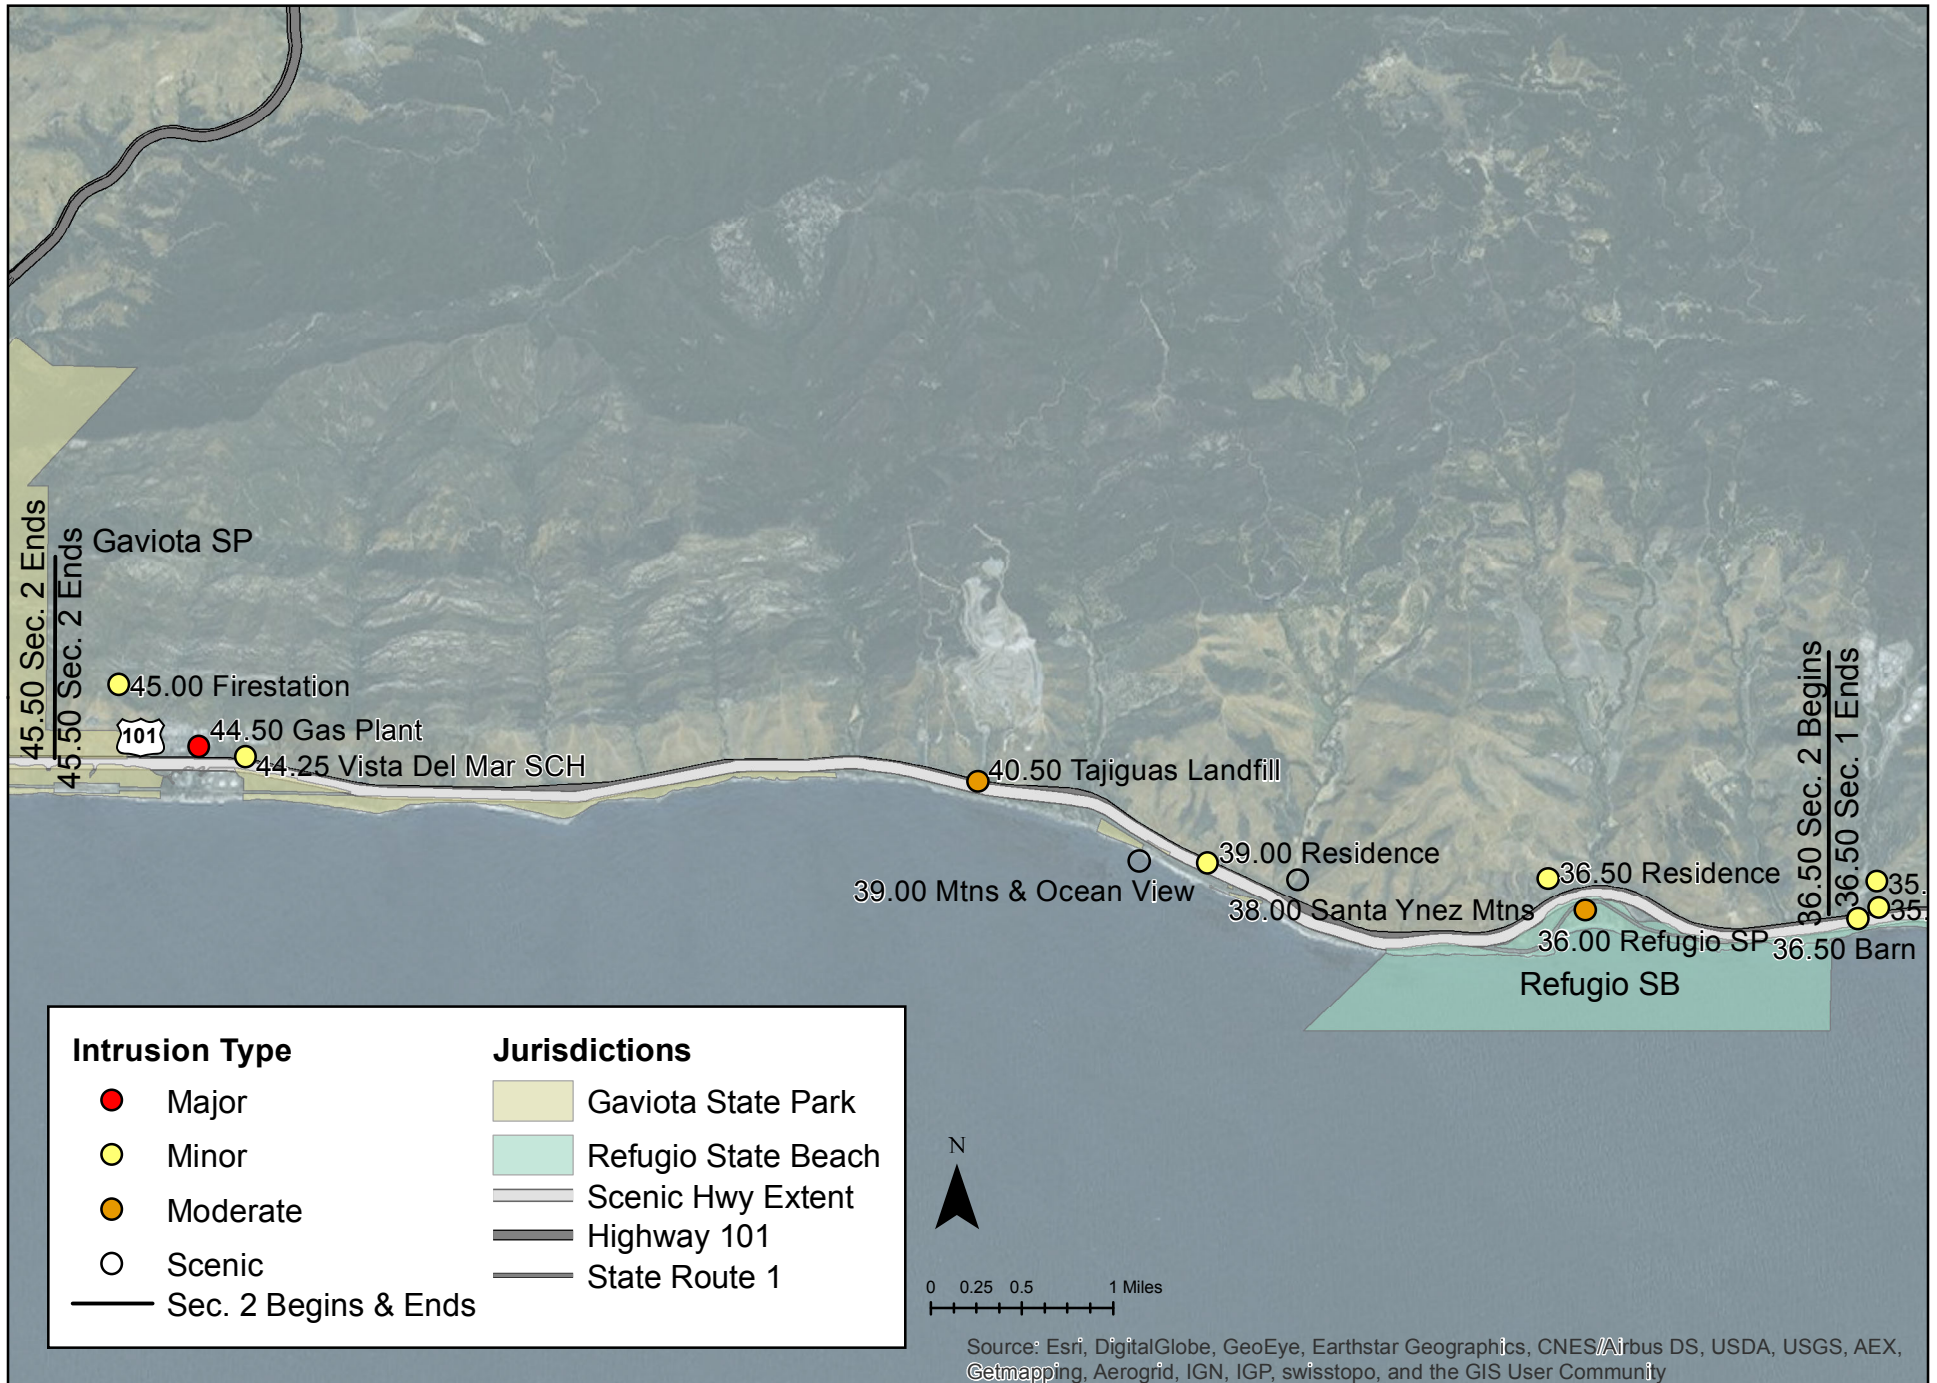 45.50 Sec. 2 Ends
45.50 Sec. 2 Ends
Gaviota SP
45.00 Firestation
101
44.50 Gas Plant
44.25 Vista Del Mar SCH
40.50 Tajiguas Landfill
39.00 Residence
39.00 Mtns & Ocean View
38.00 Santa Ynez Mtns
36.50 Residence
36.00 Refugio SP
Refugio SB
36.50 Sec. 2 Begins
36.50 Sec. 1 Ends
35.
35.
36.50 Barn
Intrusion Type
Major
Minor
Moderate
Scenic
Sec. 2 Begins & Ends
Jurisdictions
Gaviota State Park
Refugio State Beach
Scenic Hwy Extent
Highway 101
State Route 1
N
0 0.25 0.5 1 Miles
Source: Esri, DigitalGlobe, GeoEye, Earthstar Geographics, CNES/Airbus DS, USDA, USGS, AEX,
Getmapping, Aerogrid, IGN, IGP, swisstopo, and the GIS User Community